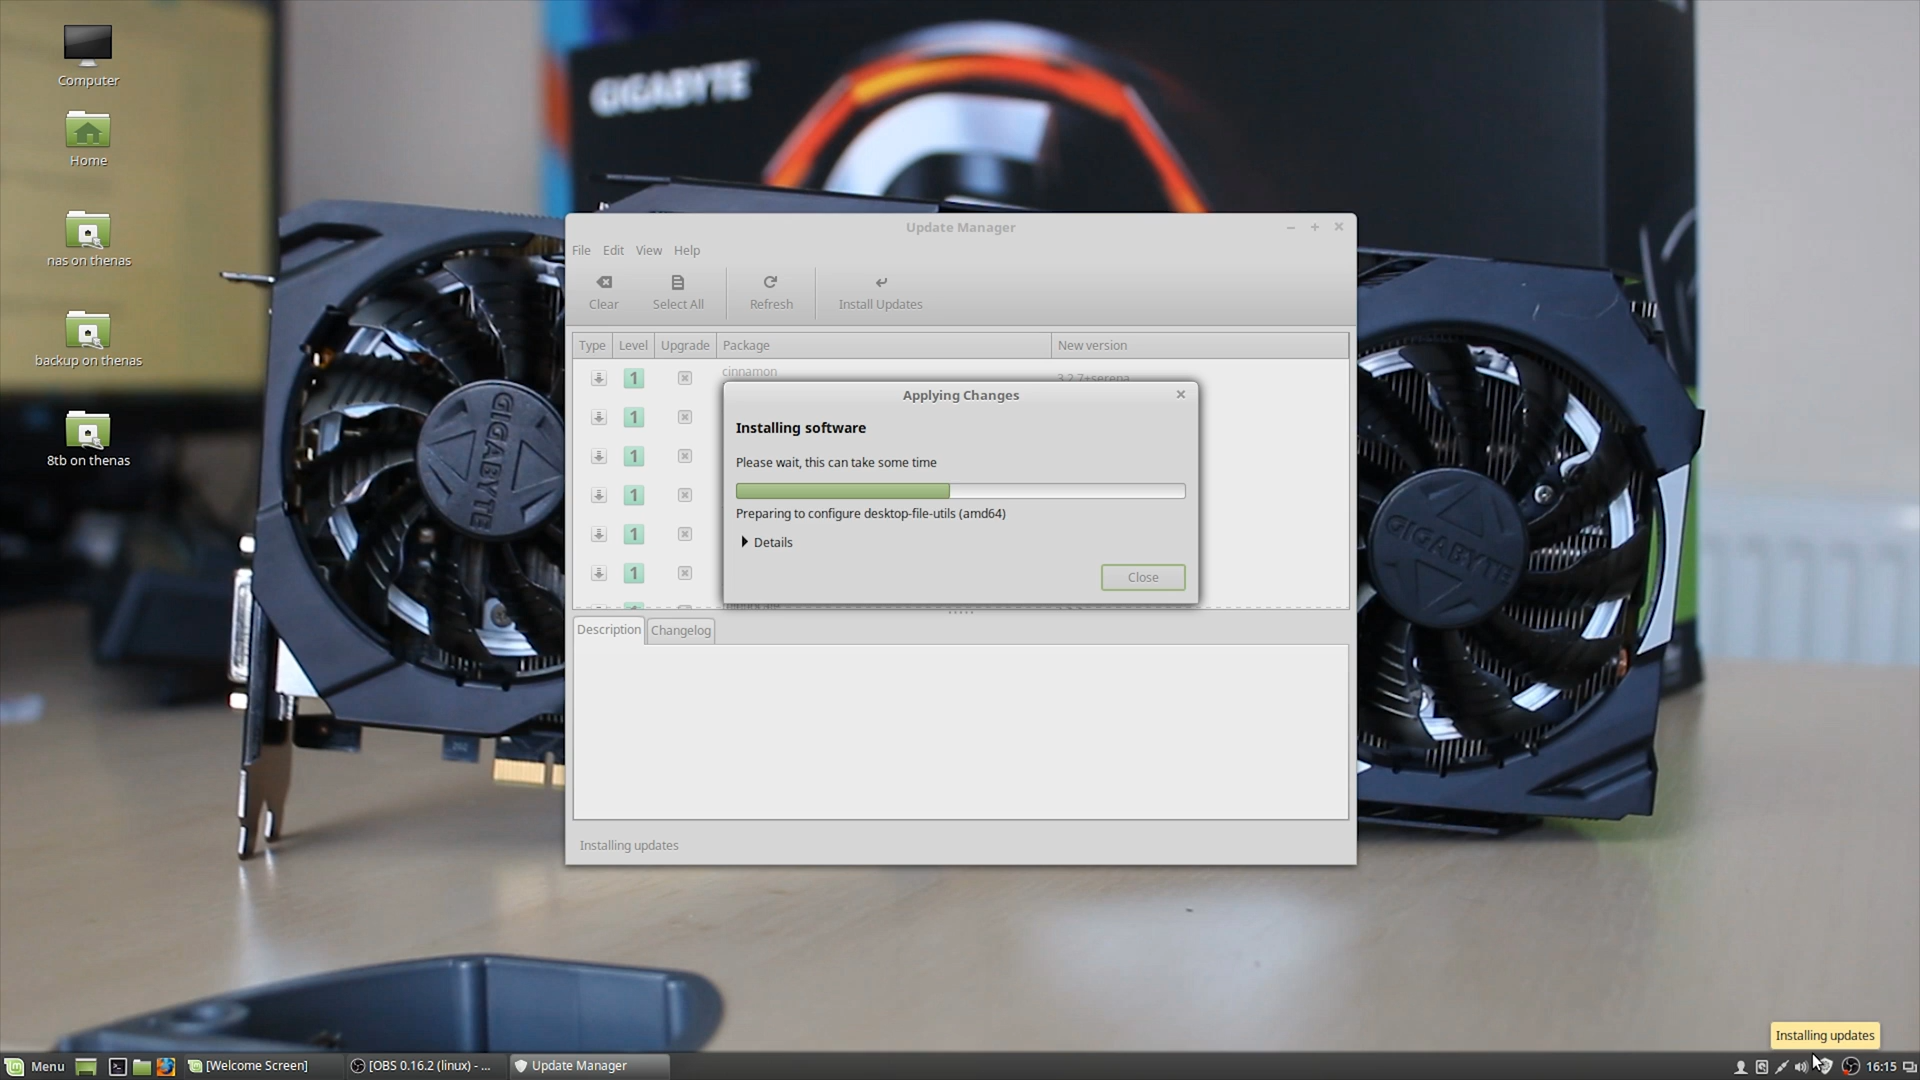 Computer
Home
nas on thenas
backup on thenas
8tb on thenas
GIGABYTE
GIGABYTE
GIGABYTE
Update Manager
File Edit View Help
Clear Select All Refresh Install Updates
Type Level Upgrade Package New version
cinnamon
3.2.7+serena
1
1
1
1
1
1
Applying Changes
Installing software
Please wait, this can take some time
Preparing to configure desktop-file-utils (amd64)
Details
Close
Description Changelog
Installing updates
Installing updates
Menu [Welcome Screen] [OBS 0.16.2 (linux) - ... Update Manager 16:15